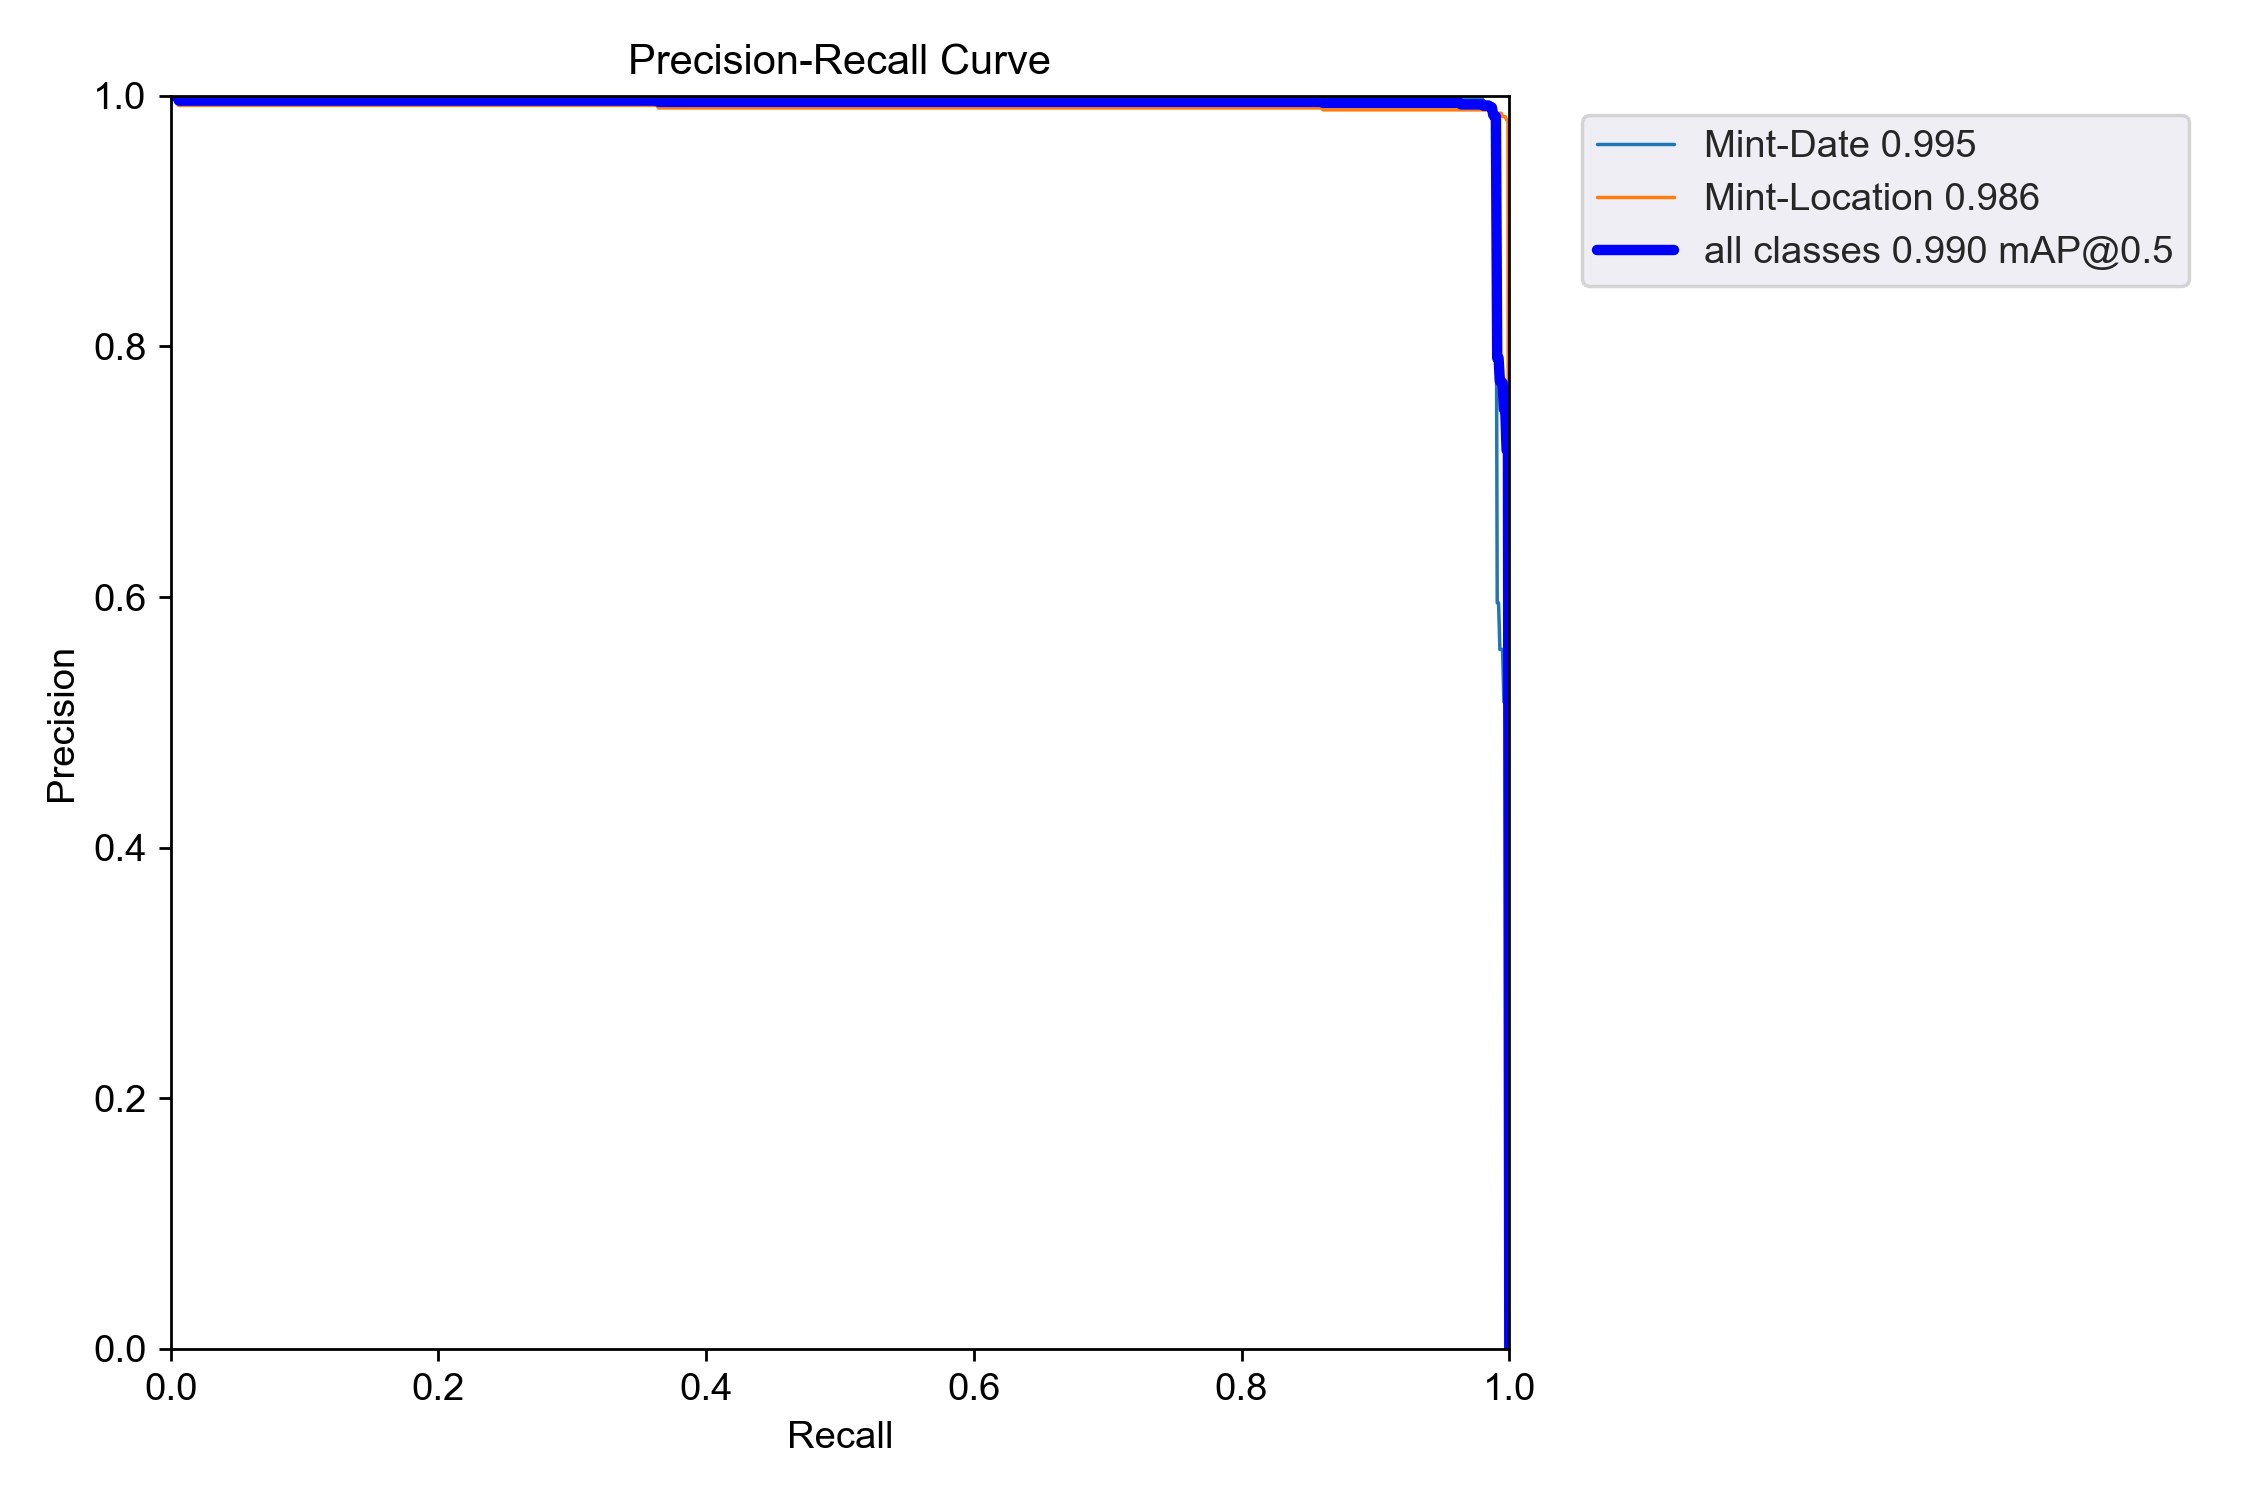 Precision-Recall Curve
1.0
0.8
0.6
0.4
0.2
0.0
Precision
0.0 0.2 0.4 0.6 0.8 1.0
Recall
Mint-Date 0.995
Mint-Location 0.986
all classes 0.990 mAP@0.5